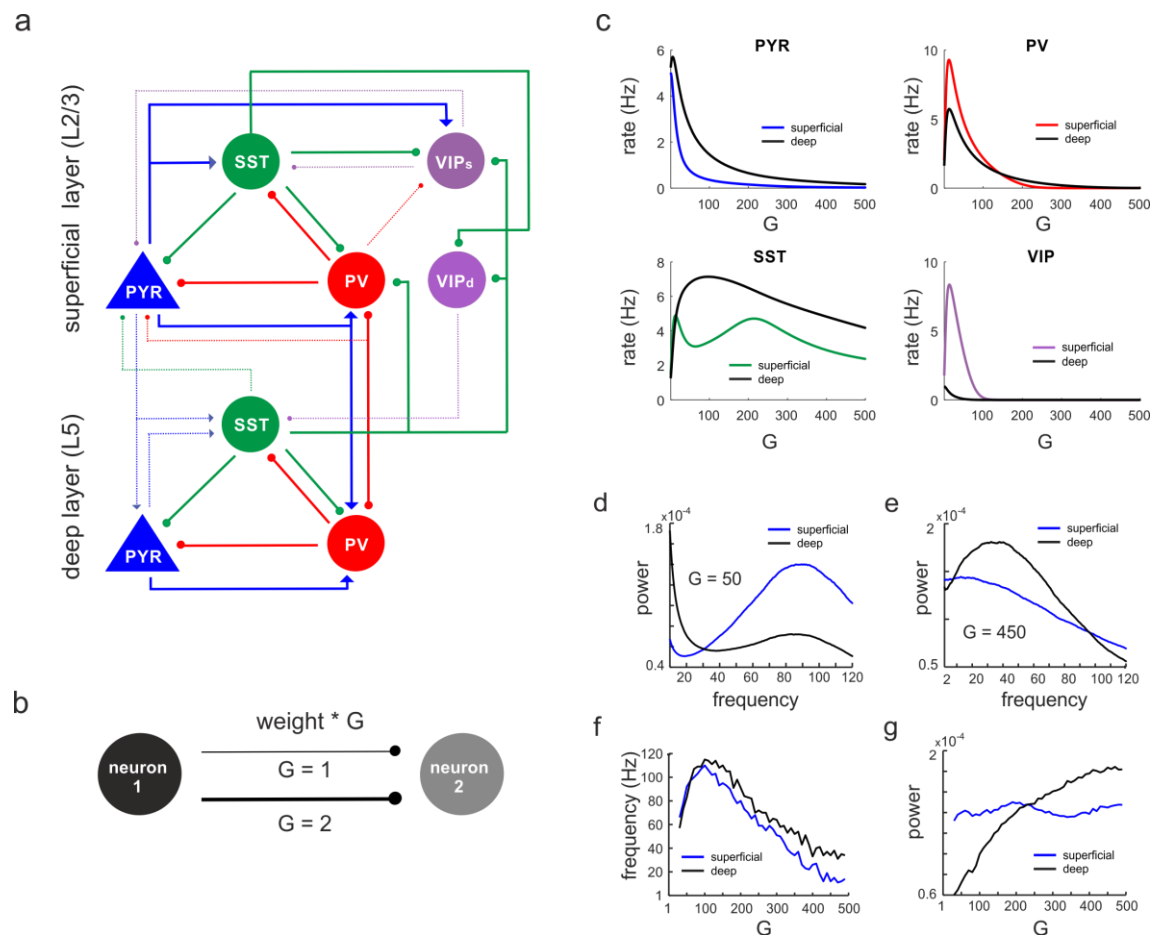 a
superficial layer (L2/3)
deep layer (L5)
SST
VIPs
PYR
PV
VIPd
SST
PYR
PV
b
weight * G
neuron
1
G = 1
G = 2
neuron
2
c
PYR
rate (Hz)
6
4
2
0
superficial
deep
100 200 300 400 500
G
PV
rate (Hz)
10
5
0
superficial
deep
100 200 300 400 500
G
SST
rate (Hz)
8
6
4
2
0
superficial
deep
100 200 300 400 500
G
VIP
rate (Hz)
10
5
0
superficial
deep
100 200 300 400 500
G
d
x10-4
1.8
power
0.4
superficial
deep
G = 50
20 40 60 80 100 120
frequency
e
x10-4
2
power
0.5
superficial
deep
G = 450
2 20 40 60 80 100 120
frequency
f
frequency (Hz)
120
100
80
60
40
20
1
superficial
deep
1 100 200 300 400 500
G
g
x10-4
2
power
0.6
superficial
deep
1 100 200 300 400 500
G